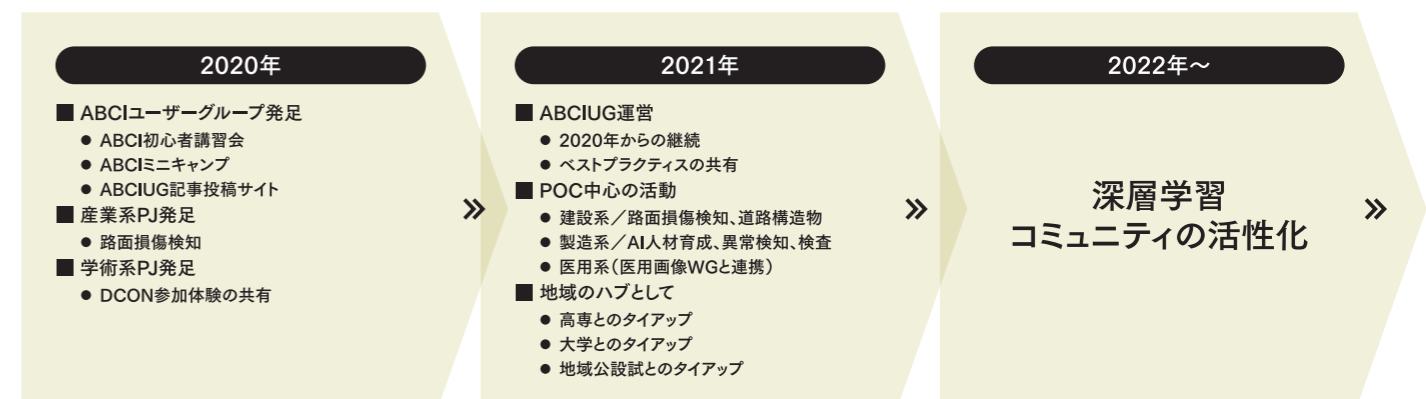 2020年
■ ABCIユーザーグループ発足
● ABCI初心者講習会
● ABCIミニキャンプ
● ABCIUG記事投稿サイト
■ 産業系PJ発足
● 路面損傷検知
■ 学術系PJ発足
● DCON参加体験の共有
»
2021年
■ ABCIUG運営
● 2020年からの継続
● ベストプラクティスの共有
■ POC中心の活動
● 建設系／路面損傷検知、道路構造物
● 製造系／AI人材育成、異常検知、検査
● 医用系（医用画像WGと連携）
■ 地域のハブとして
● 高専とのタイアップ
● 大学とのタイアップ
● 地域公設試とのタイアップ
»
2022年〜
深層学習
コミュニティの活性化
»